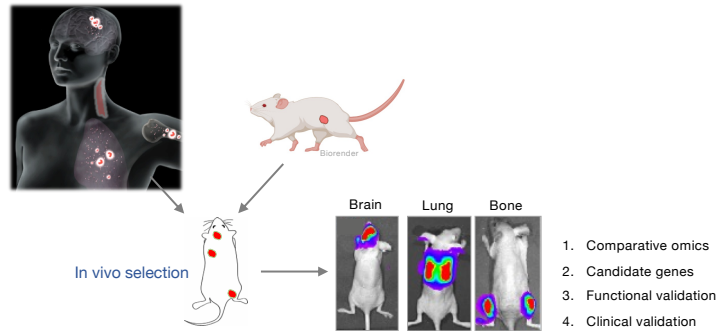 Biorender
In vivo selection
Brain
Lung
Bone
1. Comparative omics
2. Candidate genes
3. Functional validation
4. Clinical validation